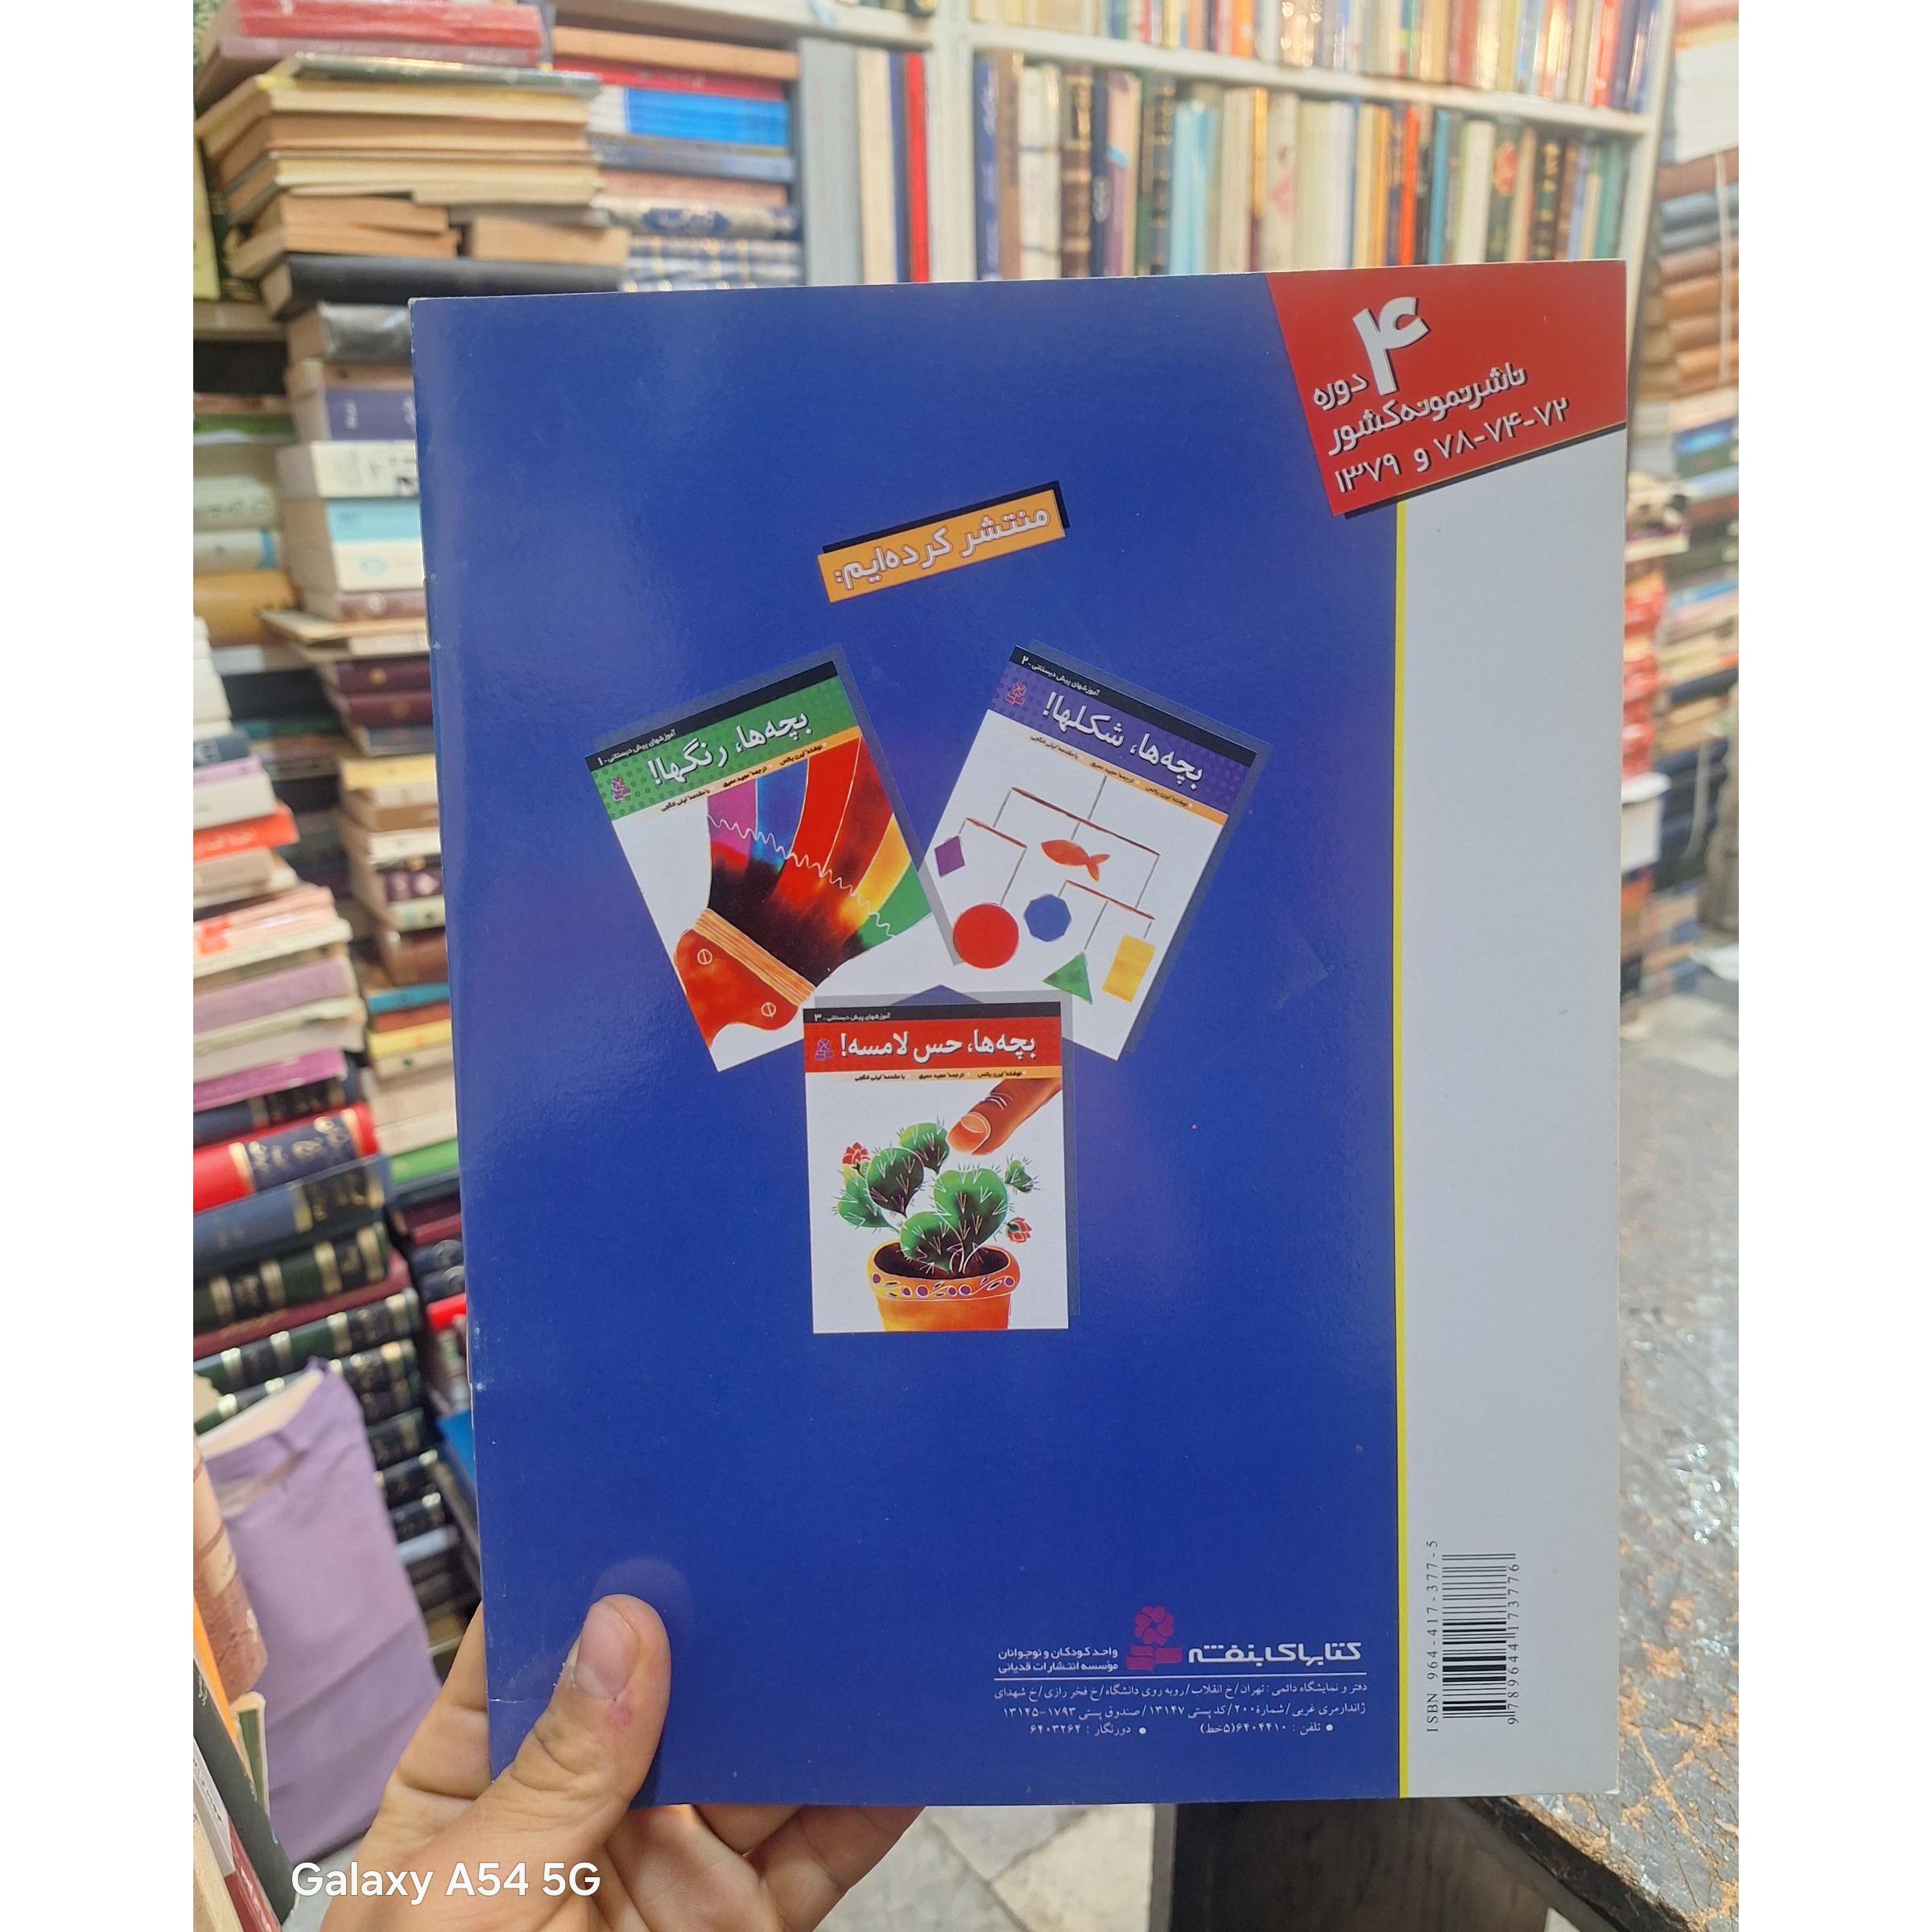 ۴ دوره
ناشر نمونه کشور
۷۲-۷۴-۷۸ و ۱۳۷۹
منتشر کرده‌ایم:
آموزشهای پیش دبستانی - ۲
بچه‌ها، شکلها!
آموزشهای پیش دبستانی - ۱
بچه‌ها، رنگها!
آموزشهای پیش دبستانی - ۳
بچه‌ها، حس لامسه!
کتابهای بنفشه
واحد کودکان و نوجوانان
مؤسسه انتشارات قدیانی
دفتر و نمایشگاه دائمی : تهران/خ انقلاب/روبه روی دانشگاه/خ فخر رازی/خ شهدای
ژاندارمری غربی/شماره۲۰۰/کد پستی ۱۳۱۴۷/صندوق پستی ۱۷۹۳-۱۳۱۴۵
● تلفن : ۶۴۰۴۴۱۰(۵خط) ● دورنگار : ۶۴۰۳۲۶۴
ISBN 964-417-377-5
9789644173776
Galaxy A54 5G